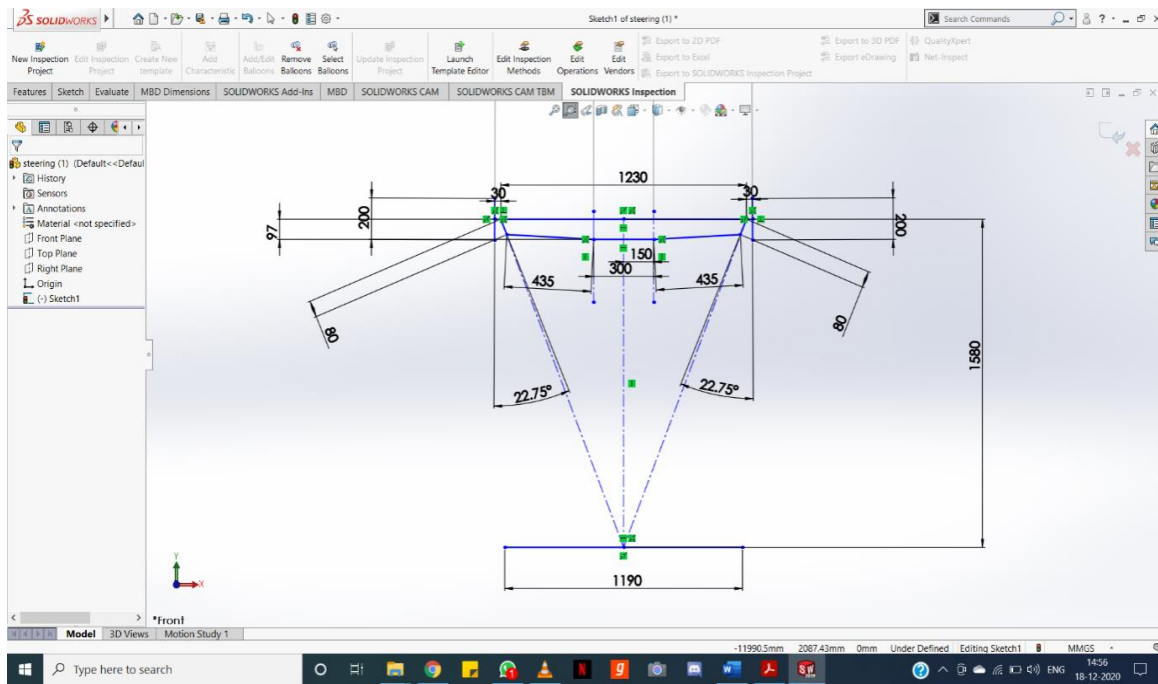 SOLIDWORKS
Sketch1 of steering (1) *
Search Commands
New Inspection Project
Edit Inspection Project
Create New template
Add Characteristic
Add/Edit Balloons
Remove Balloons
Select Balloons
Update Inspection Project
Launch Template Editor
Edit Inspection Methods
Edit Operations
Edit Vendors
Export to 2D PDF
Export to Excel
Export to SOLIDWORKS Inspection Project
Export to 3D PDF
Export eDrawing
QualityXpert
Net-Inspect
Features Sketch Evaluate MBD Dimensions SOLIDWORKS Add-Ins MBD SOLIDWORKS CAM SOLIDWORKS CAM TBM SOLIDWORKS Inspection
steering (1) (Default<<Defaul
History
Sensors
Annotations
Material <not specified>
Front Plane
Top Plane
Right Plane
Origin
(-) Sketch1
1230
30
30
200
200
97
150
300
435
435
80
80
22.75°
22.75°
1580
1190
Y
X
*Front
Model 3D Views Motion Study 1
-11990.5mm 2087.43mm 0mm Under Defined Editing Sketch1 MMGS
Type here to search
ENG
14:56
18-12-2020